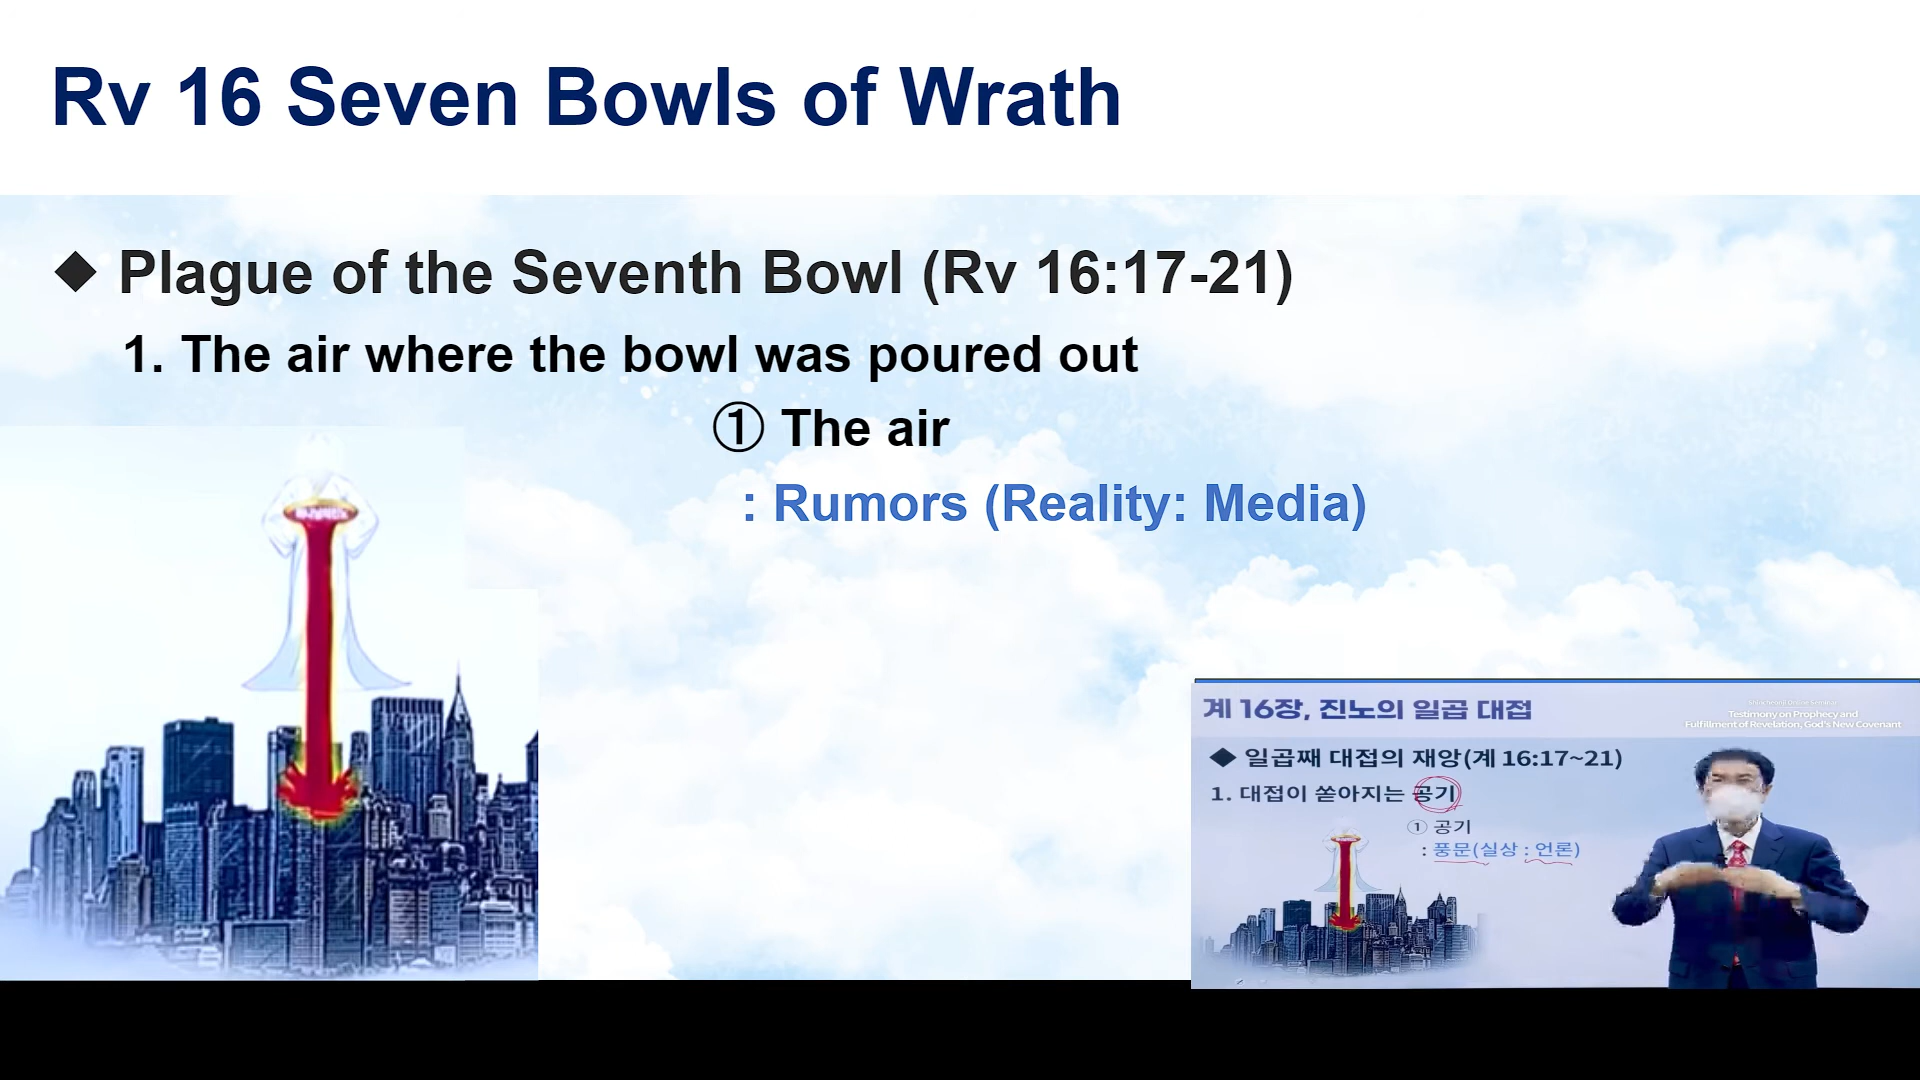 Rv 16 Seven Bowls of Wrath
◆ Plague of the Seventh Bowl (Rv 16:17-21)
1. The air where the bowl was poured out
① The air
: Rumors (Reality: Media)
계 16장, 진노의 일곱 대접
Testimony on Prophecy and
Fulfillment of Revelation, God's New Covenant
◆ 일곱째 대접의 재앙(계 16:17~21)
1. 대접이 쏟아지는 공기
① 공기
: 풍문(실상 : 언론)